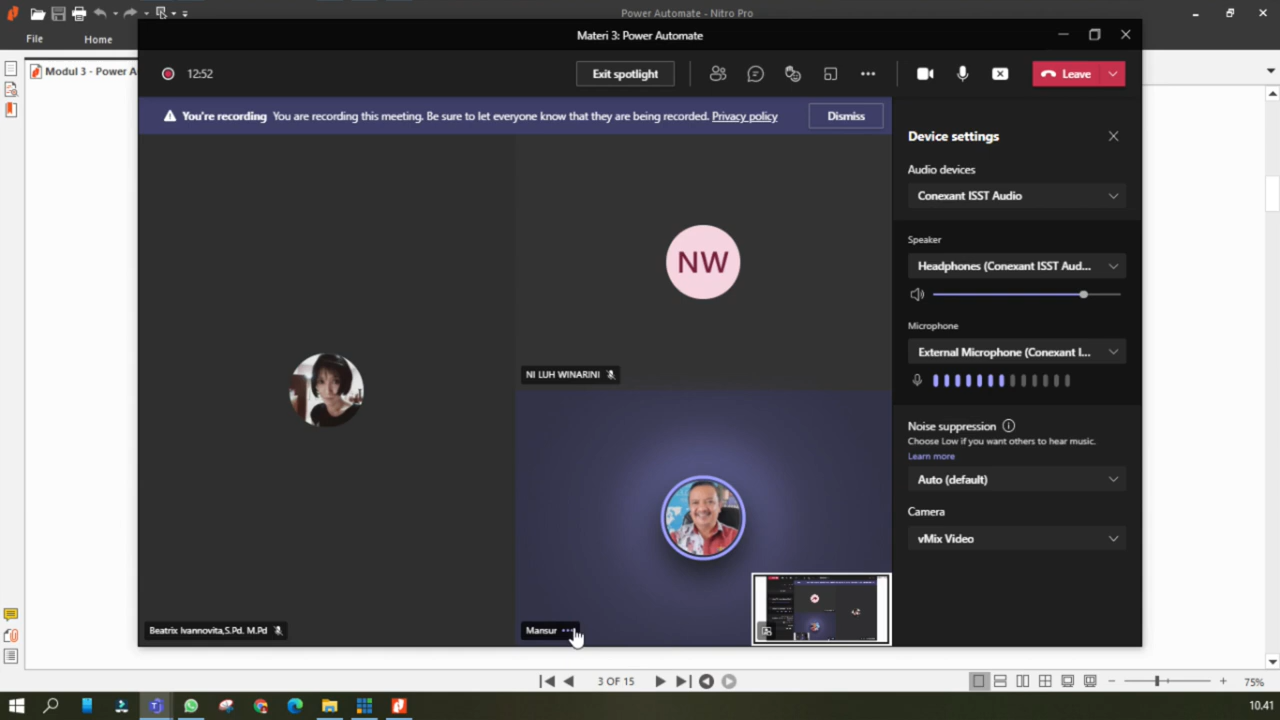 Power Automate - Nitro Pro
File
Home
Modul 3 - Power A
Materi 3: Power Automate
12:52
Exit spotlight
Leave
You're recording You are recording this meeting. Be sure to let everyone know that they are being recorded. Privacy policy
Dismiss
NW
NI LUH WINARINI
Beatrix Ivannovita,S.Pd. M.Pd
Mansur
Device settings
Audio devices
Conexant ISST Audio
Speaker
Headphones (Conexant ISST Aud...
Microphone
External Microphone (Conexant I...
Noise suppression
Choose Low if you want others to hear music.
Learn more
Auto (default)
Camera
vMix Video
3 OF 15
75%
10.41